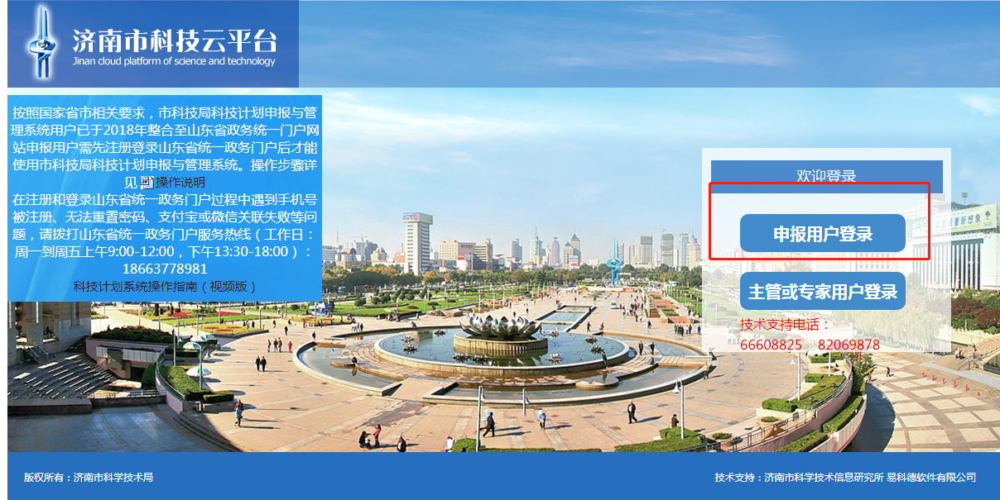 济南市科技云平台
Jinan cloud platform of science and technology
按照国家省市相关要求，市科技局科技计划申报与管
理系统用户已于2018年整合至山东省政务统一门户网
站申报用户需先注册登录山东省统一政务门户后才能
使用市科技局科技计划申报与管理系统。操作步骤详
见 操作说明
在注册和登录山东省统一政务门户过程中遇到手机号
被注册、无法重置密码、支付宝或微信关联失败等问
题，请拨打山东省统一政务门户服务热线（工作日：
周一到周五上午9:00-12:00，下午13:30-18:00）：
18663778981
科技计划系统操作指南（视频版）
欢迎登录
申报用户登录
主管或专家用户登录
技术支持电话：
66608825 、82069878
版权所有：济南市科学技术局
技术支持：济南市科学技术信息研究所 易科德软件有限公司